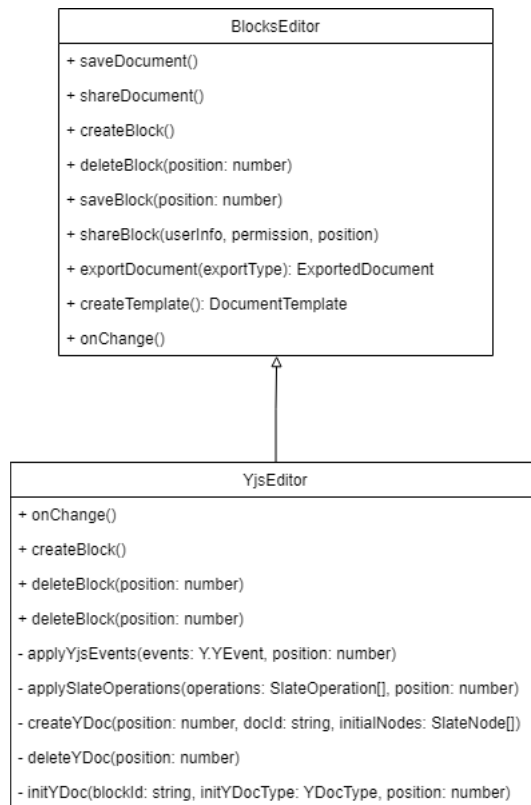 BlocksEditor
+ saveDocument()
+ shareDocument()
+ createBlock()
+ deleteBlock(position: number)
+ saveBlock(position: number)
+ shareBlock(userInfo, permission, position)
+ exportDocument(exportType): ExportedDocument
+ createTemplate(): DocumentTemplate
+ onChange()
YjsEditor
+ onChange()
+ createBlock()
+ deleteBlock(position: number)
+ deleteBlock(position: number)
- applyYjsEvents(events: Y.YEvent, position: number)
- applySlateOperations(operations: SlateOperation[], position: number)
- createYDoc(position: number, docId: string, initialNodes: SlateNode[])
- deleteYDoc(position: number)
- initYDoc(blockId: string, initYDocType: YDocType, position: number)